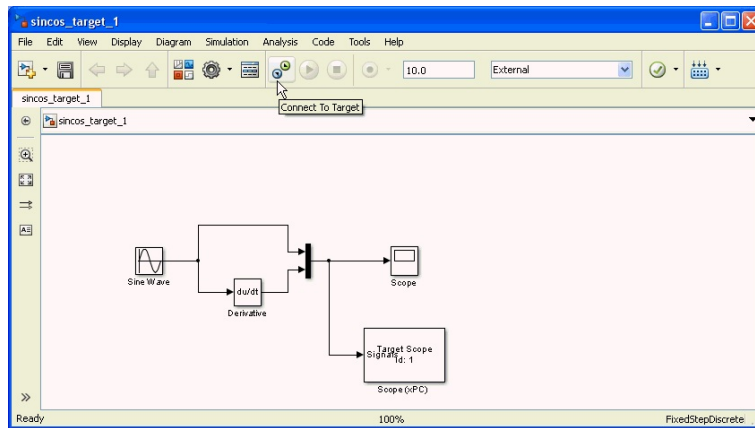 sincos_target_1
File Edit View Display Diagram Simulation Analysis Code Tools Help
10.0 External
sincos_target_1
Connect To Target
sincos_target_1
Sine Wave
du/dt
Derivative
Scope
Target Scope
Signals
Id: 1
Scope (xPC)
Ready 100% FixedStepDiscrete